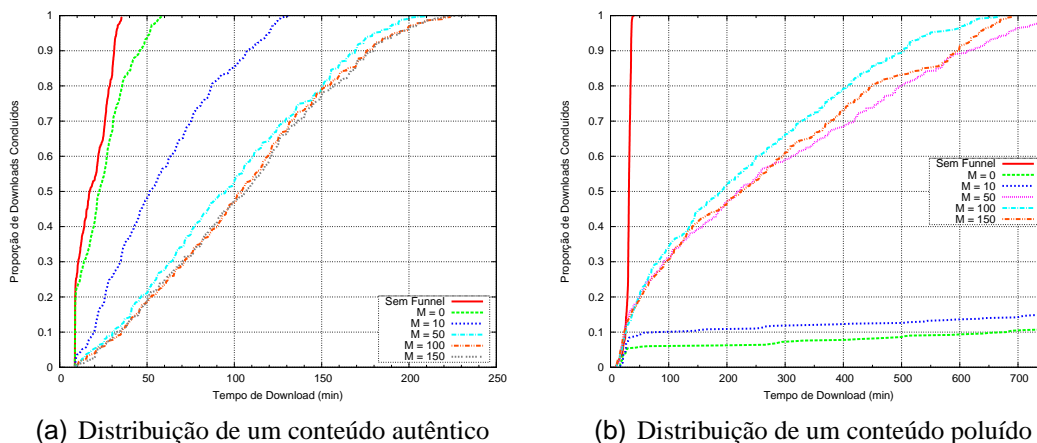 1
0.9
0.8
0.7
0.6
0.5
0.4
0.3
0.2
0.1
0
Proporção de Downloads Concluídos
Sem Funnel
M = 0
M = 10
M = 50
M = 100
M = 150
0 50 100 150 200 250
Tempo de Download (min)
(a) Distribuição de um conteúdo autêntico
1
0.9
0.8
0.7
0.6
0.5
0.4
0.3
0.2
0.1
0
Proporção de Downloads Concluídos
Sem Funnel
M = 0
M = 10
M = 50
M = 100
M = 150
0 100 200 300 400 500 600 700
Tempo de Download (min)
(b) Distribuição de um conteúdo poluído